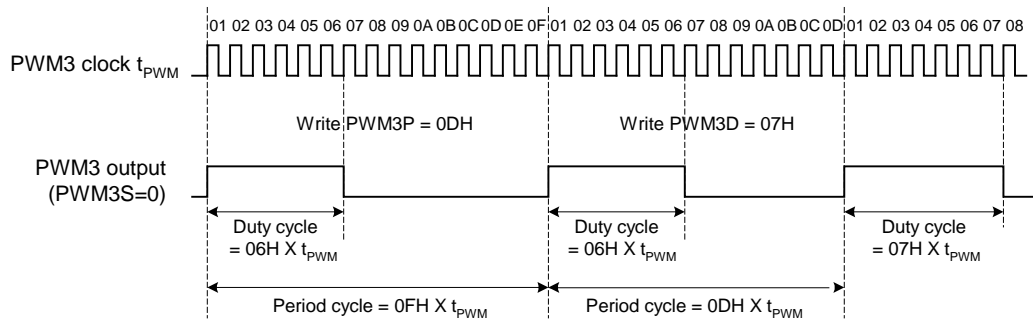 01 02 03 04 05 06 07 08 09 0A 0B 0C 0D 0E 0F 01 02 03 04 05 06 07 08 09 0A 0B 0C 0D 01 02 03 04 05 06 07 08
PWM3 clock tPWM
Write PWM3P = 0DH Write PWM3D = 07H
PWM3 output
(PWM3S=0)
Duty cycle
= 06H X tPWM
Duty cycle
= 06H X tPWM
Duty cycle
= 07H X tPWM
Period cycle = 0FH X tPWM Period cycle = 0DH X tPWM